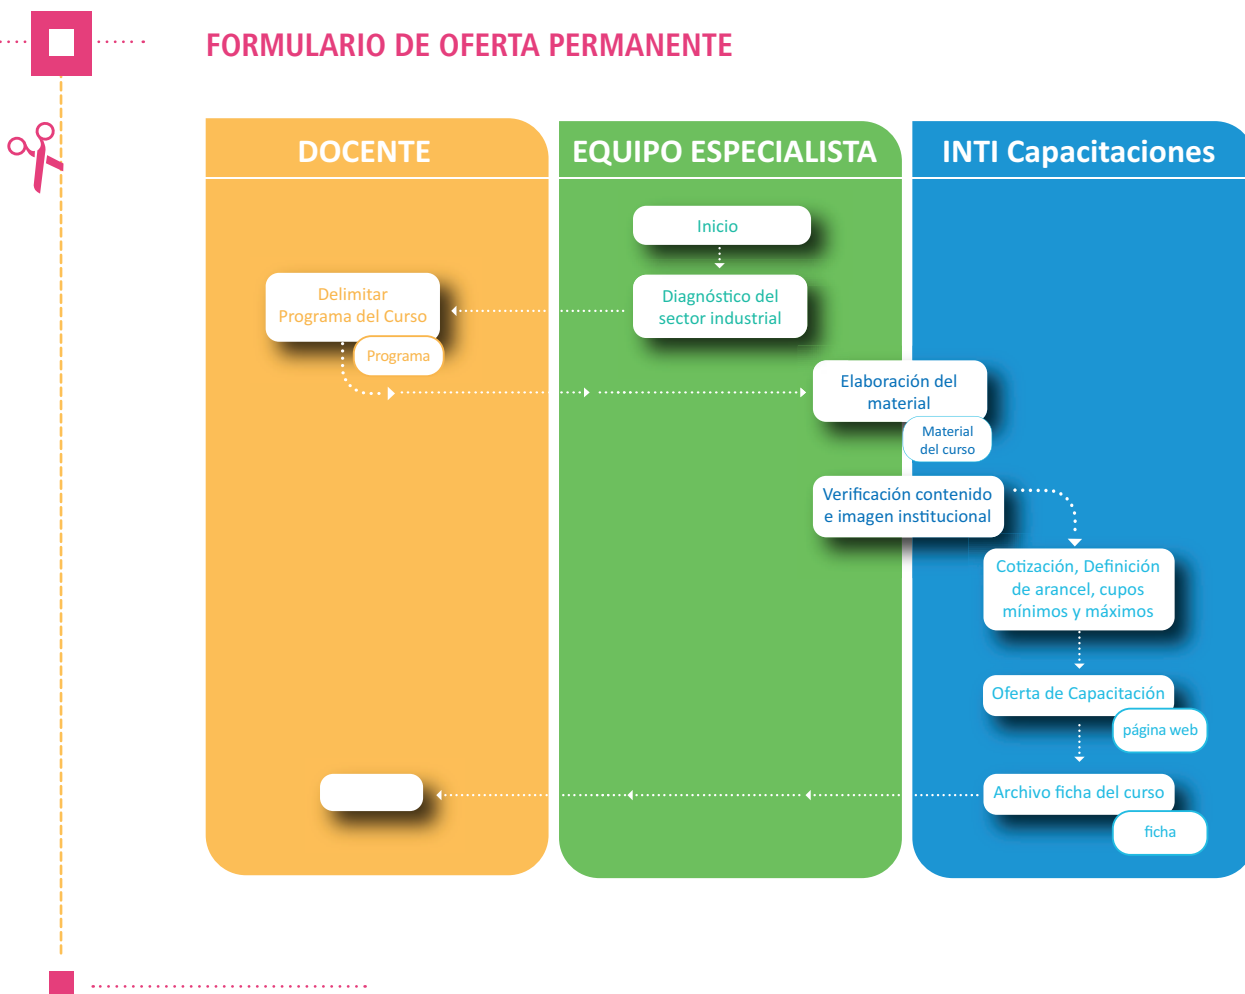 FORMULARIO DE OFERTA PERMANENTE
DOCENTE
EQUIPO ESPECIALISTA
INTI Capacitaciones
Inicio
Diagnóstico del
sector industrial
Delimitar
Programa del Curso
Programa
Elaboración del
material
Material
del curso
Verificación contenido
e imagen institucional
Cotización, Definición
de arancel, cupos
mínimos y máximos
Oferta de Capacitación
página web
Archivo ficha del curso
ficha